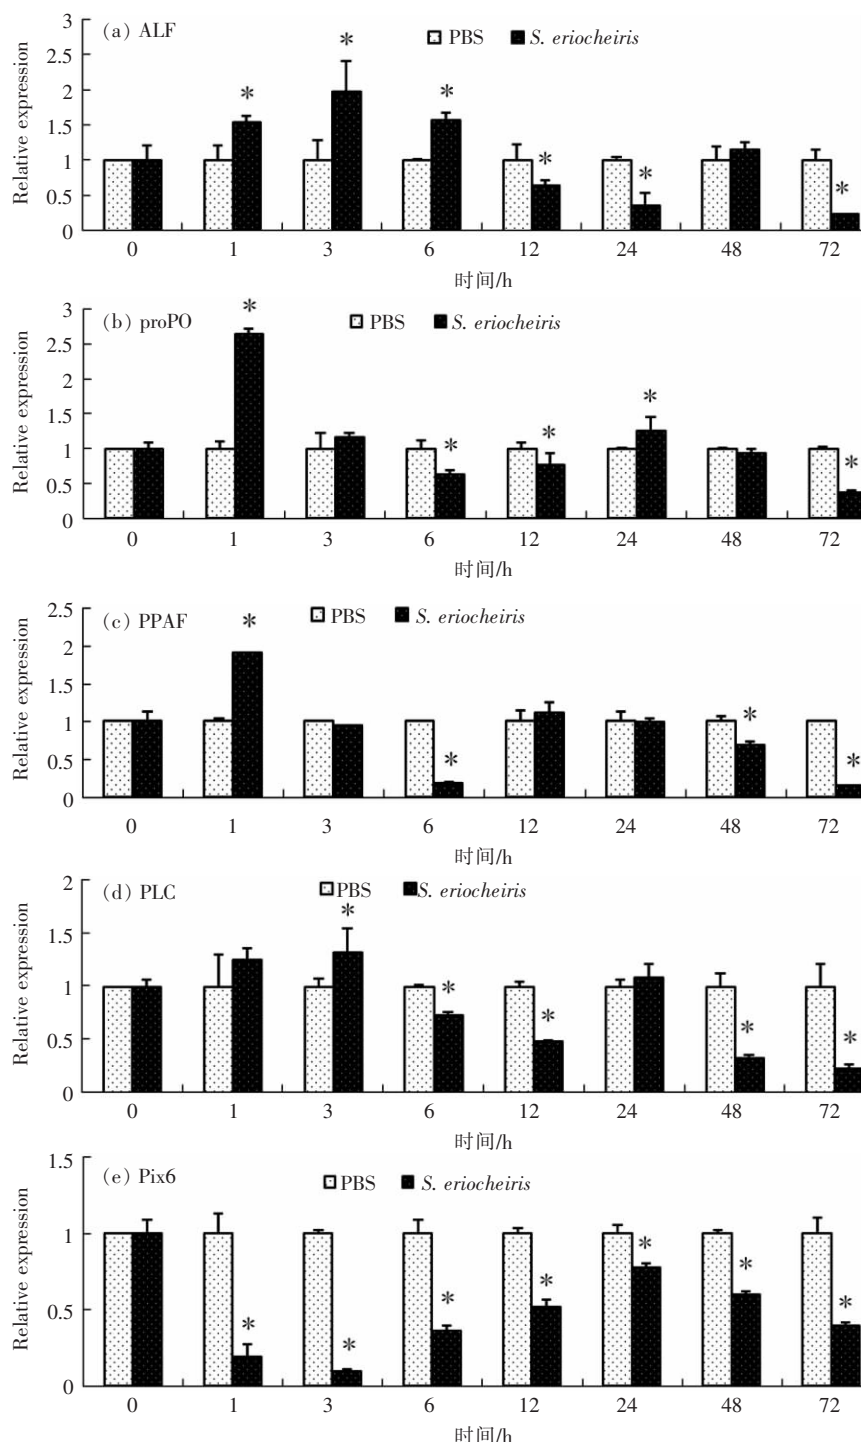 (a) ALF PBS S. eriocheiris
Relative expression
3
2.5
2
1.5
1
0.5
0
* * * * * *
0 1 3 6 12 24 48 72
时间/h
(b) proPO PBS S. eriocheiris
Relative expression
3
2.5
2
1.5
1
0.5
0
* * * * *
0 1 3 6 12 24 48 72
时间/h
(c) PPAF PBS S. eriocheiris
Relative expression
2.5
2
1.5
1
0.5
0
* * * *
0 1 3 6 12 24 48 72
时间/h
(d) PLC PBS S. eriocheiris
Relative expression
2
1.5
1
0.5
0
* * * * *
0 1 3 6 12 24 48 72
时间/h
(e) Pix6 PBS S. eriocheiris
Relative expression
1.5
1
0.5
0
* * * * * * *
0 1 3 6 12 24 48 72
时间/h